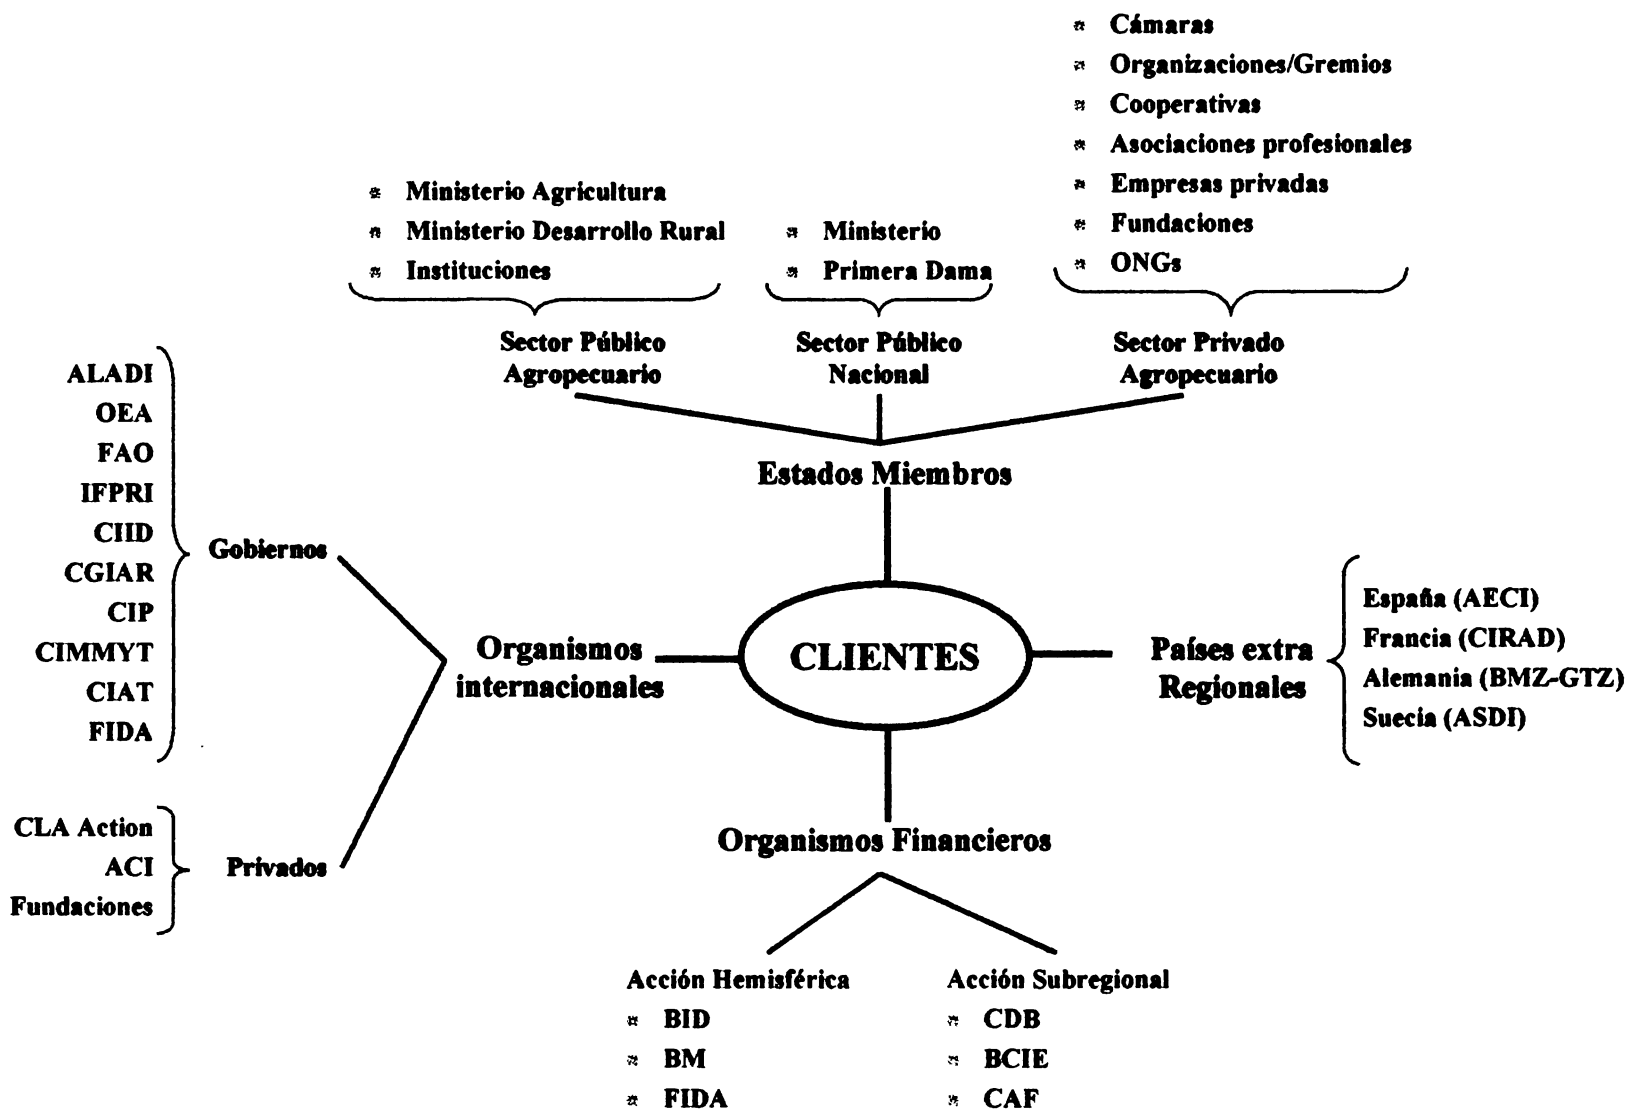 Cámaras
Organizaciones/Gremios
Cooperativas
Asociaciones profesionales
Empresas privadas
Fundaciones
ONGs
Ministerio Agricultura
Ministerio Desarrollo Rural
Instituciones
Ministerio
Primera Dama
Sector Público
Agropecuario
Sector Público
Nacional
Sector Privado
Agropecuario
Estados Miembros
ALADI
OEA
FAO
IFPRI
CIID
CGIAR
CIP
CIMMYT
CIAT
FIDA
Gobiernos
CLA Action
ACI
Fundaciones
Privados
Organismos
internacionales
CLIENTES
Países extra
Regionales
España (AECI)
Francia (CIRAD)
Alemania (BMZ-GTZ)
Suecia (ASDI)
Organismos Financieros
Acción Hemisférica
BID
BM
FIDA
Acción Subregional
CDB
BCIE
CAF